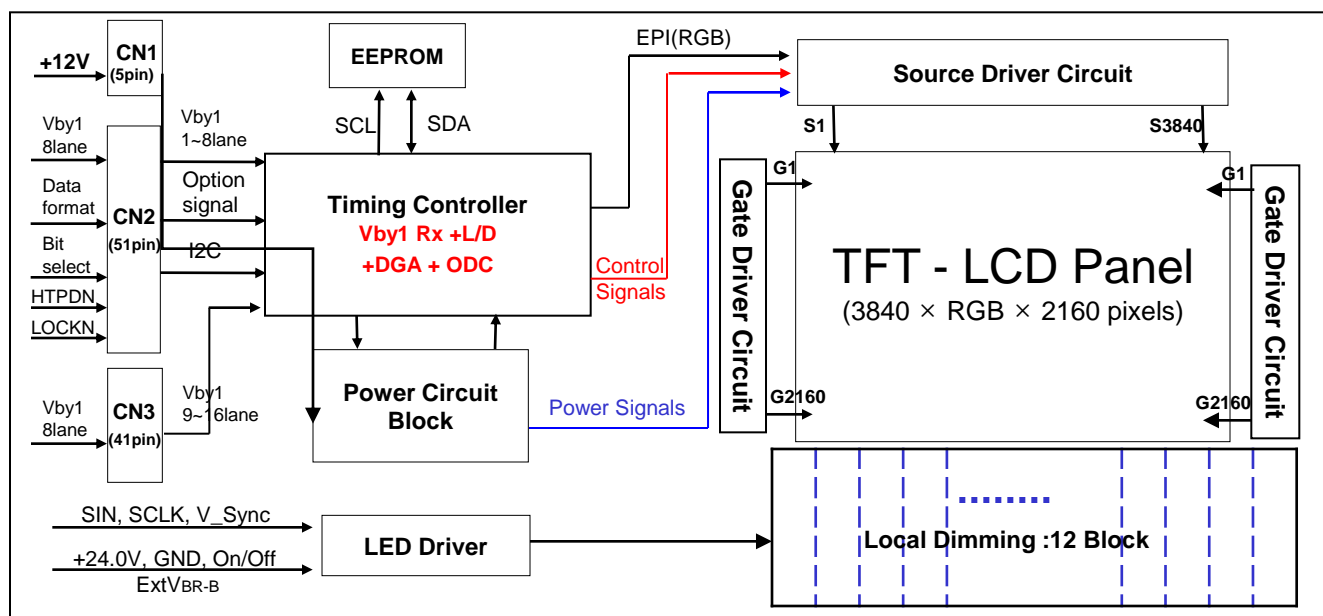 +12V
CN1
(5pin)
Vby1
8lane
Data
format
Bit
select
HTPDN
LOCKN
CN2
(51pin)
Vby1
8lane
CN3
(41pin)
Vby1
1~8lane
Option
signal
I2C
Vby1
9~16lane
EEPROM
SCL
SDA
Timing Controller
Vby1 Rx +L/D
+DGA + ODC
Power Circuit
Block
EPI(RGB)
Control
Signals
Power Signals
Source Driver Circuit
S1
S3840
Gate Driver Circuit
G1
G2160
TFT - LCD Panel
(3840 × RGB × 2160 pixels)
G1
G2160
Gate Driver Circuit
SIN, SCLK, V_Sync
+24.0V, GND, On/Off
ExtVBR-B
LED Driver
Local Dimming :12 Block